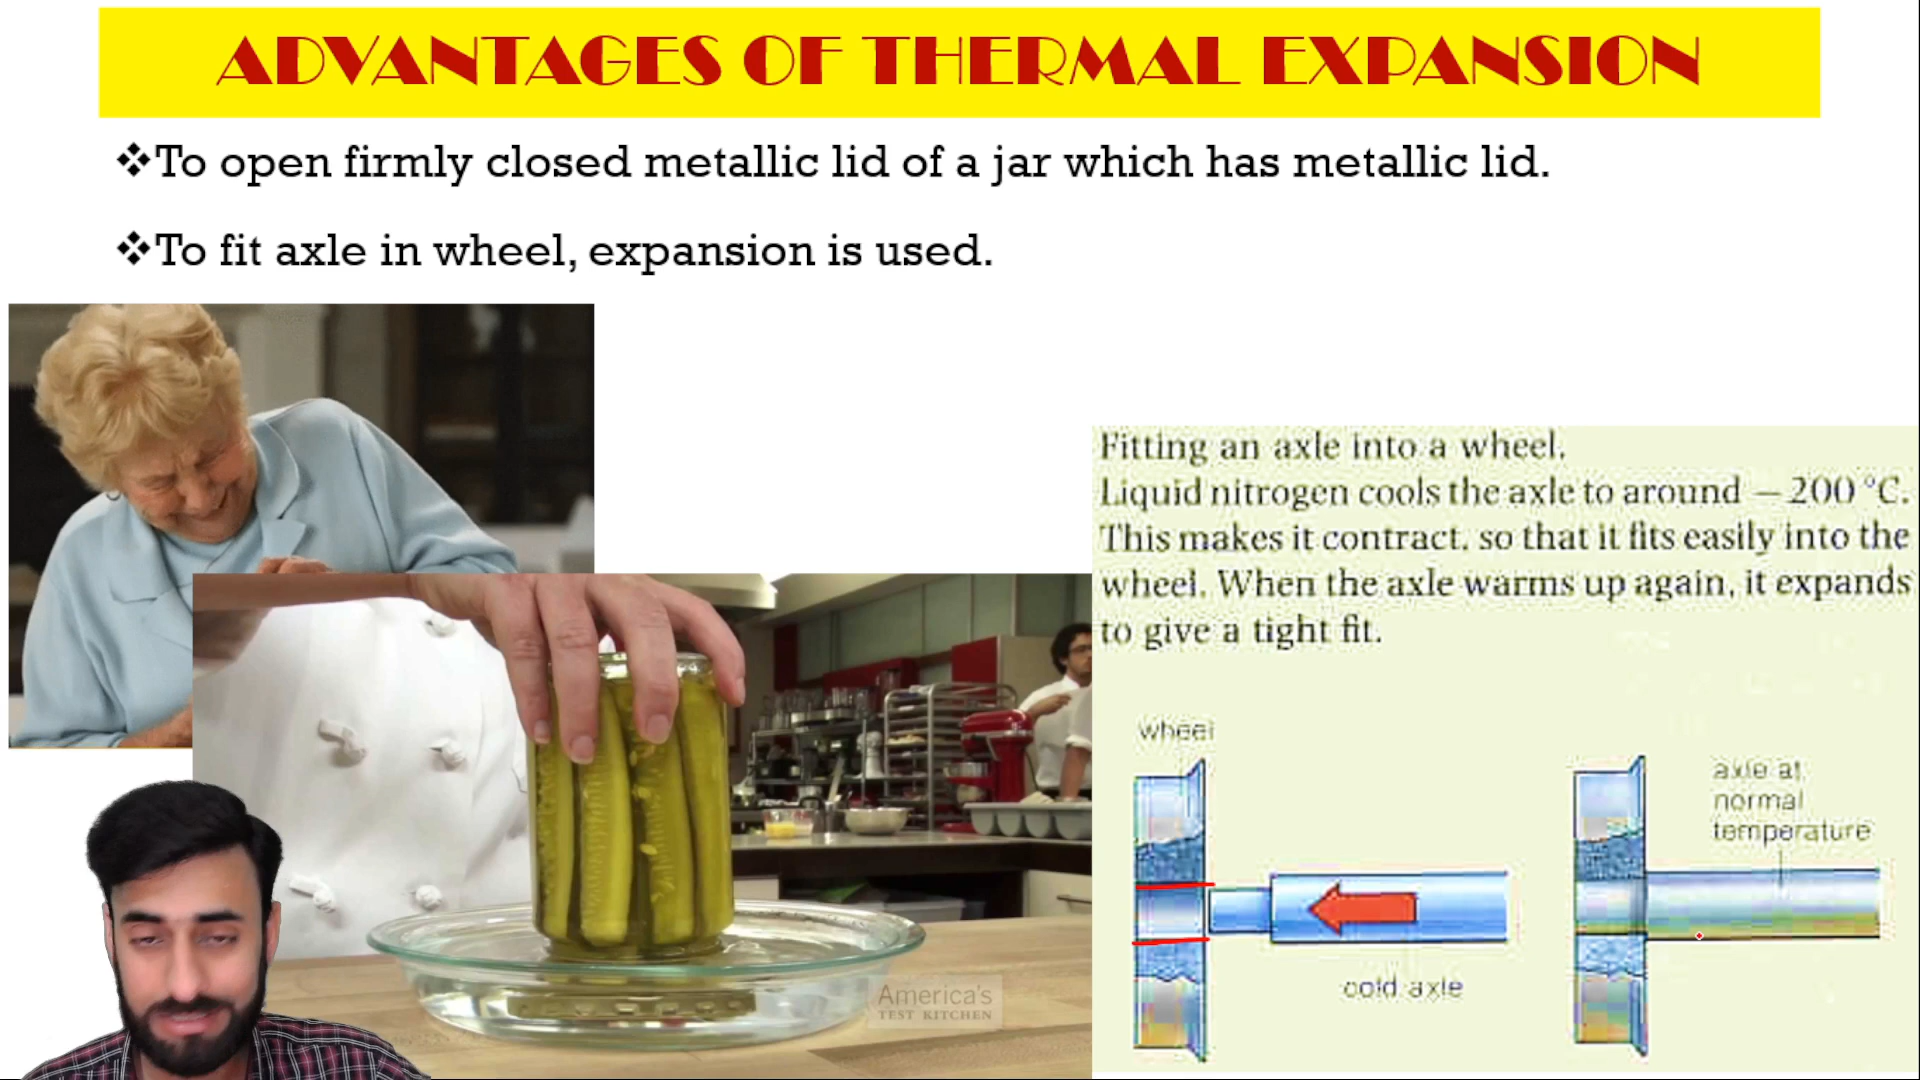 ADVANTAGES OF THERMAL EXPANSION
❖To open firmly closed metallic lid of a jar which has metallic lid.
❖To fit axle in wheel, expansion is used.
Fitting an axle into a wheel.
Liquid nitrogen cools the axle to around – 200 °C.
This makes it contract, so that it fits easily into the
wheel. When the axle warms up again, it expands
to give a tight fit.
wheel
axle at
normal
temperature
cold axle
America's
TEST KITCHEN